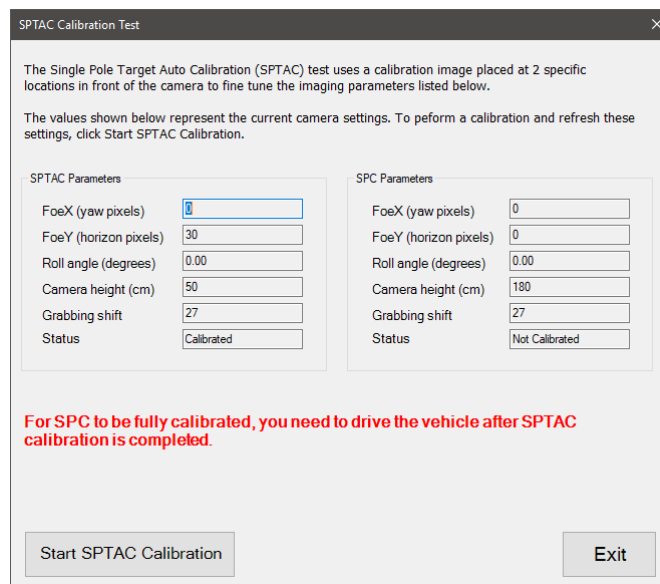 SPTAC Calibration Test
The Single Pole Target Auto Calibration (SPTAC) test uses a calibration image placed at 2 specific
locations in front of the camera to fine tune the imaging parameters listed below.
The values shown below represent the current camera settings. To peform a calibration and refresh these
settings, click Start SPTAC Calibration.
SPTAC Parameters
FoeX (yaw pixels) 0
FoeY (horizon pixels) 30
Roll angle (degrees) 0.00
Camera height (cm) 50
Grabbing shift 27
Status Calibrated
SPC Parameters
FoeX (yaw pixels) 0
FoeY (horizon pixels) 0
Roll angle (degrees) 0.00
Camera height (cm) 180
Grabbing shift 27
Status Not Calibrated
For SPC to be fully calibrated, you need to drive the vehicle after SPTAC
calibration is completed.
Start SPTAC Calibration
Exit